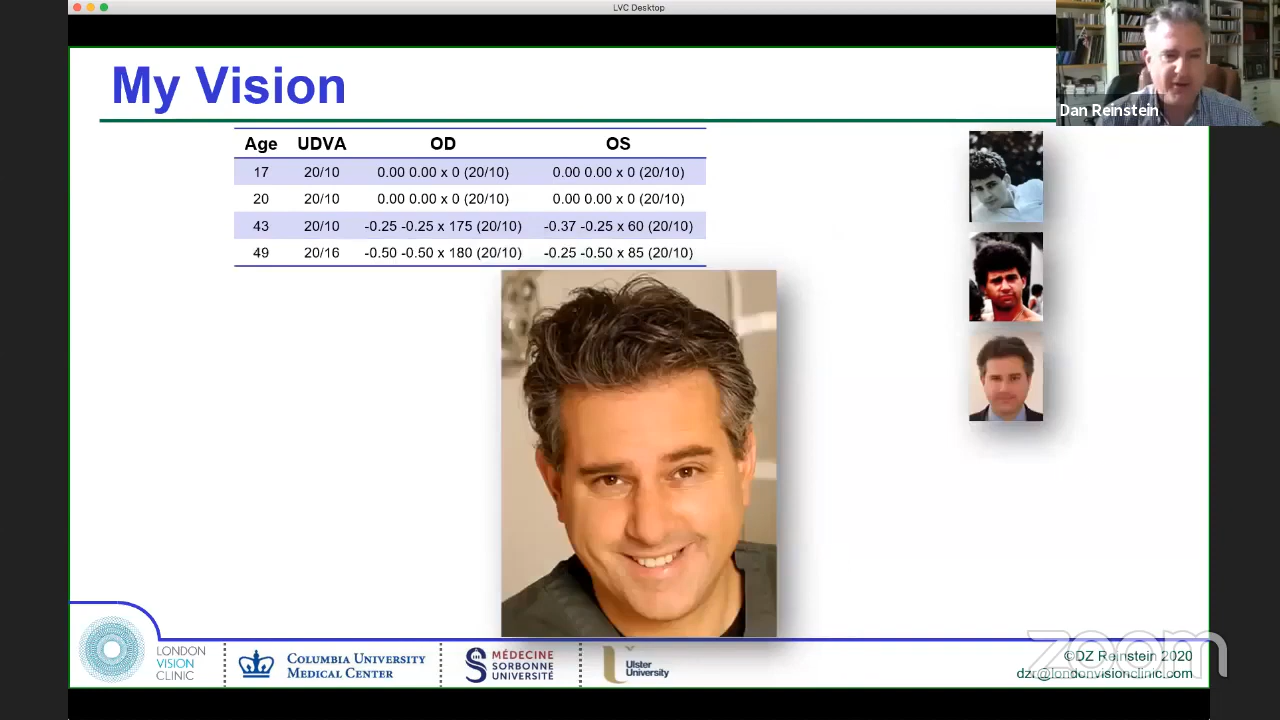 LVC Desktop
My Vision
Dan Reinstein
Age UDVA OD OS
17 20/10 0.00 0.00 x 0 (20/10) 0.00 0.00 x 0 (20/10)
20 20/10 0.00 0.00 x 0 (20/10) 0.00 0.00 x 0 (20/10)
43 20/10 -0.25 -0.25 x 175 (20/10) -0.37 -0.25 x 60 (20/10)
49 20/16 -0.50 -0.50 x 180 (20/10) -0.25 -0.50 x 85 (20/10)
LONDON
VISION
CLINIC
COLUMBIA UNIVERSITY
MEDICAL CENTER
MÉDECINE
SORBONNE
UNIVERSITÉ
Ulster
University
zoom
©DZ Reinstein 2020
dzr@londonvisionclinic.com